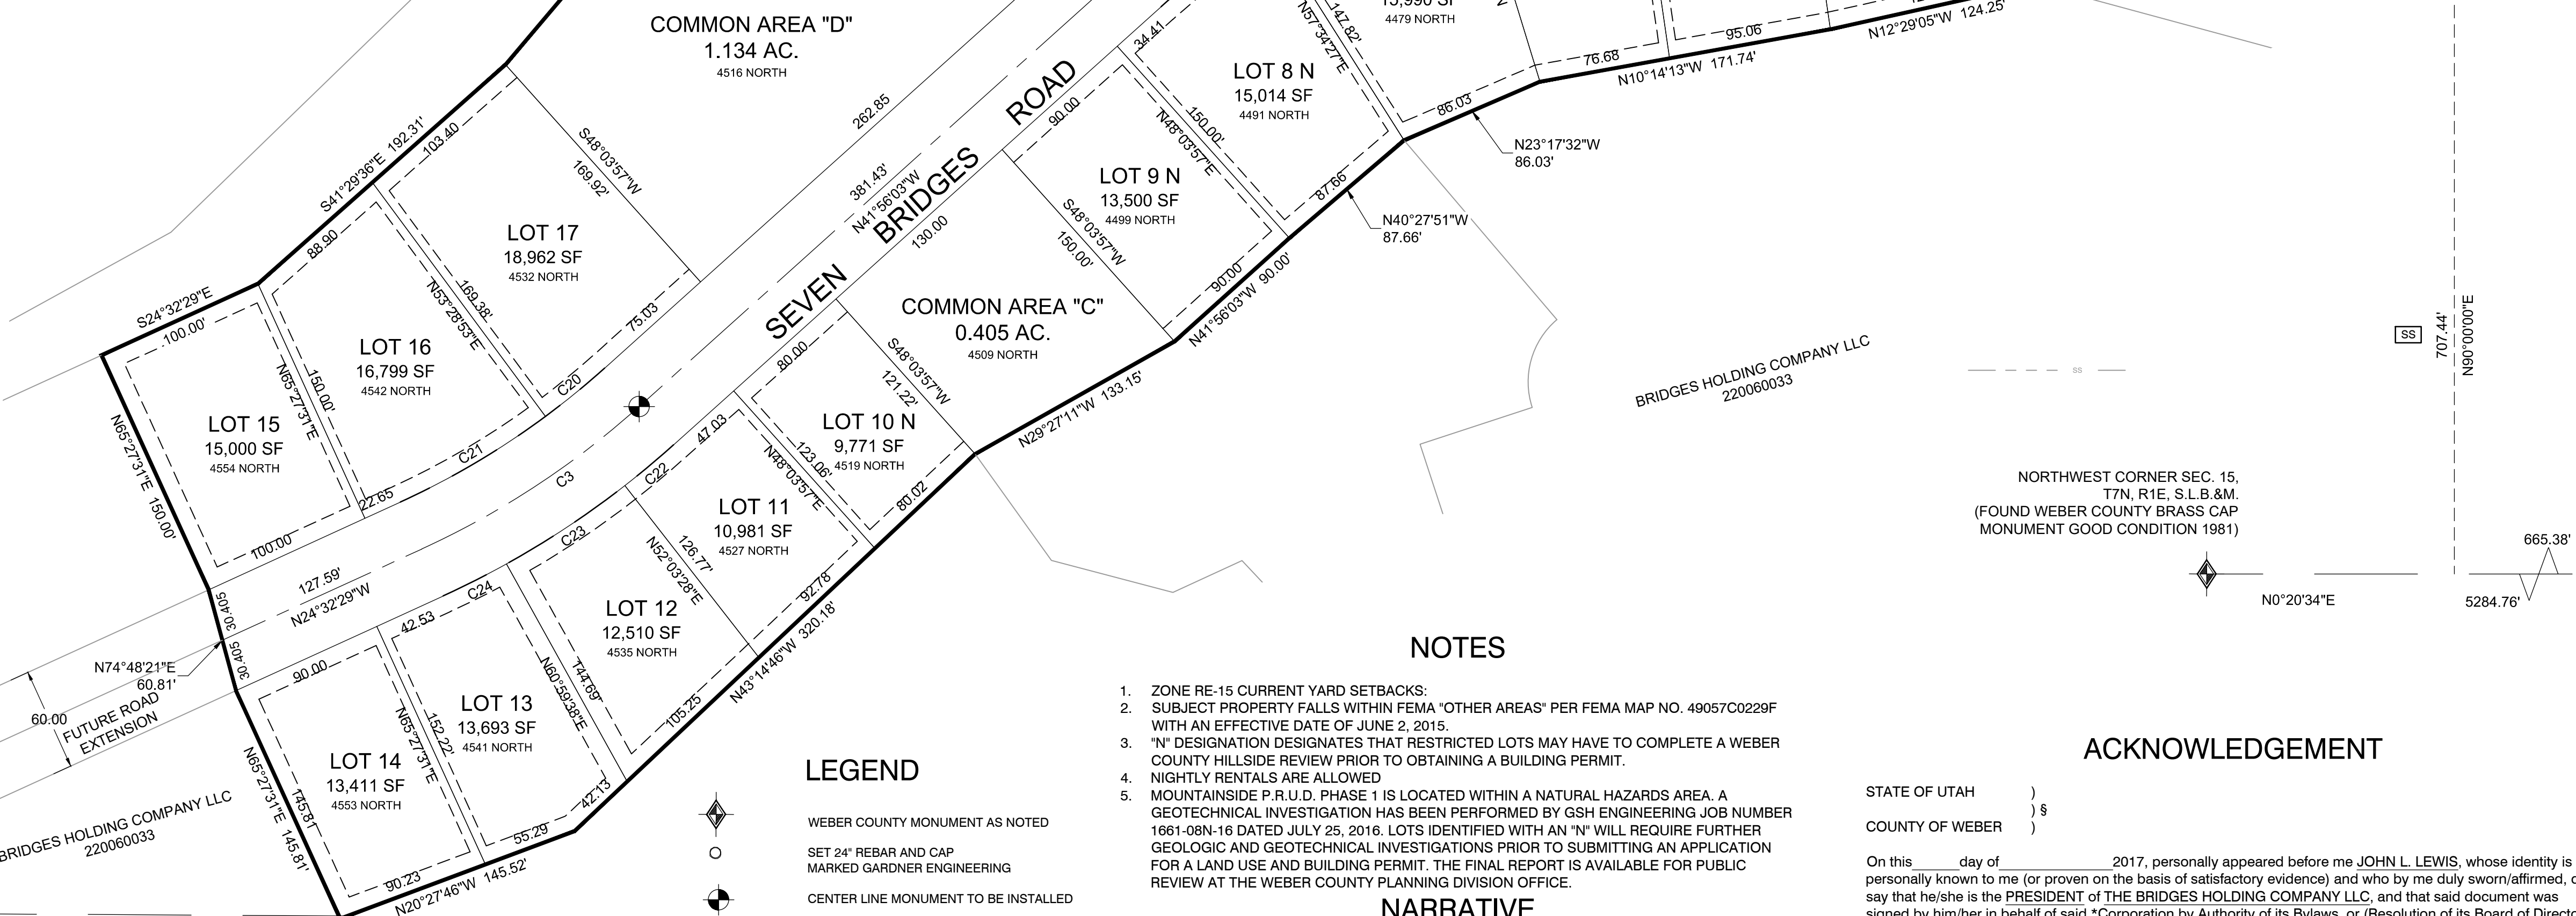 COMMON AREA "D"
1.134 AC.
4516 NORTH
S41°29'36"E 192.31'
103.40
S48°03'57"W
169.92'
262.85
381.43'
N41°56'03"W
SEVEN BRIDGES ROAD
130.00
34.41
90.00
LOT 8 N
15,014 SF
4491 NORTH
150.00'
N48°03'57"E
147.82'
N57°34'27"E
4479 NORTH
76.68
95.06
N10°14'13"W 171.74'
N12°29'05"W 124.25'
86.03
N23°17'32"W
86.03'
87.66
N40°27'51"W
87.66'
LOT 9 N
13,500 SF
4499 NORTH
S48°03'57"W
150.00'
90.00
N41°56'03"W 90.00'
COMMON AREA "C"
0.405 AC.
4509 NORTH
S48°03'57"W
121.22'
N29°27'11"W 133.15'
LOT 17
18,962 SF
4532 NORTH
75.03
C20
169.38'
N53°28'53"E
88.90
S24°32'29"E
100.00'
LOT 16
16,799 SF
4542 NORTH
C21
150.00'
N65°27'31"E
LOT 15
15,000 SF
4554 NORTH
22.65
100.00
N65°27'31"E 150.00'
C3
127.59'
N24°32'29"W
30.405
30.405
N74°48'21"E
60.81'
60.00
FUTURE ROAD
EXTENSION
80.00
LOT 10 N
9,771 SF
4519 NORTH
123.06'
N48°03'57"E
80.02
47.03
C22
LOT 11
10,981 SF
4527 NORTH
126.77'
N52°03'28"E
92.78
N43°14'46"W 320.18'
C23
LOT 12
12,510 SF
4535 NORTH
144.69'
N60°59'38"E
105.25
C24
42.53
LOT 13
13,693 SF
4541 NORTH
152.22'
N65°27'31"E
42.13
55.29
90.00
LOT 14
13,411 SF
4553 NORTH
145.81
N65°27'31"E 145.81'
90.23
N20°27'46"W 145.52'
BRIDGES HOLDING COMPANY LLC
220060033
BRIDGES HOLDING COMPANY LLC
220060033
SS
SS
707.44'
N90°00'00"E
NORTHWEST CORNER SEC. 15,
T7N, R1E, S.L.B.&M.
(FOUND WEBER COUNTY BRASS CAP
MONUMENT GOOD CONDITION 1981)
N0°20'34"E
5284.76'
665.38'
LEGEND
WEBER COUNTY MONUMENT AS NOTED
SET 24" REBAR AND CAP
MARKED GARDNER ENGINEERING
CENTER LINE MONUMENT TO BE INSTALLED
NOTES
1. ZONE RE-15 CURRENT YARD SETBACKS:
2. SUBJECT PROPERTY FALLS WITHIN FEMA "OTHER AREAS" PER FEMA MAP NO. 49057C0229F
WITH AN EFFECTIVE DATE OF JUNE 2, 2015.
3. "N" DESIGNATION DESIGNATES THAT RESTRICTED LOTS MAY HAVE TO COMPLETE A WEBER
COUNTY HILLSIDE REVIEW PRIOR TO OBTAINING A BUILDING PERMIT.
4. NIGHTLY RENTALS ARE ALLOWED
5. MOUNTAINSIDE P.R.U.D. PHASE 1 IS LOCATED WITHIN A NATURAL HAZARDS AREA. A
GEOTECHNICAL INVESTIGATION HAS BEEN PERFORMED BY GSH ENGINEERING JOB NUMBER
1661-08N-16 DATED JULY 25, 2016. LOTS IDENTIFIED WITH AN "N" WILL REQUIRE FURTHER
GEOLOGIC AND GEOTECHNICAL INVESTIGATIONS PRIOR TO SUBMITTING AN APPLICATION
FOR A LAND USE AND BUILDING PERMIT. THE FINAL REPORT IS AVAILABLE FOR PUBLIC
REVIEW AT THE WEBER COUNTY PLANNING DIVISION OFFICE.
NARRATIVE
ACKNOWLEDGEMENT
STATE OF UTAH )
) §
COUNTY OF WEBER )
On this______day of_______________2017, personally appeared before me JOHN L. LEWIS, whose identity is
personally known to me (or proven on the basis of satisfactory evidence) and who by me duly sworn/affirmed,
say that he/she is the PRESIDENT of THE BRIDGES HOLDING COMPANY LLC, and that said document was
signed by him/her in behalf of said *Corporation by Authority of its Bylaws, or (Resolution of its Board of